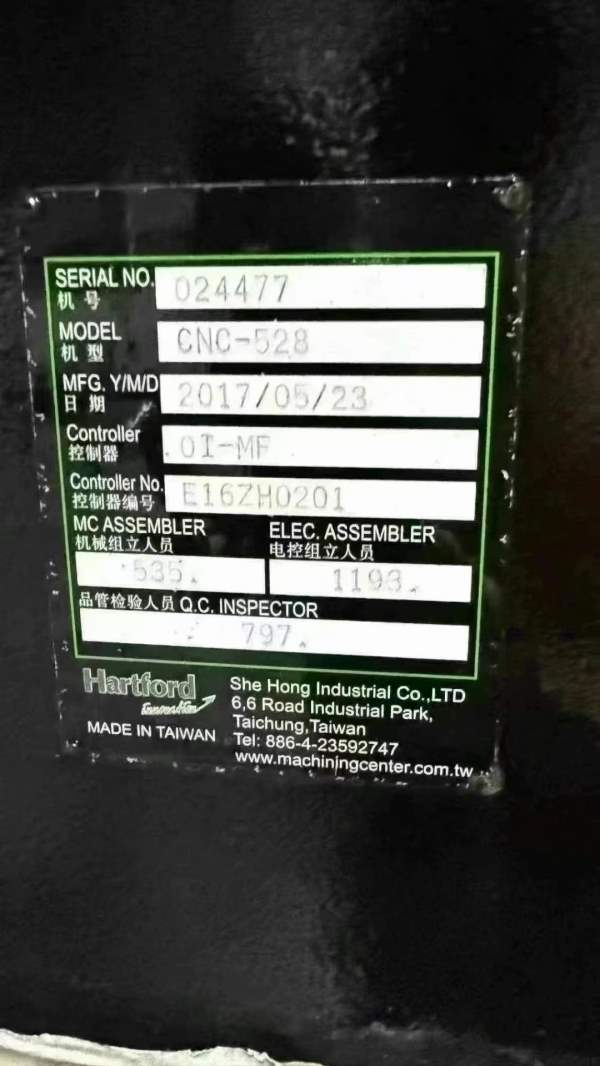 SERIAL NO. 024477
机 号
MODEL CNC-528
机 型
MFG. Y/M/D 2017/05/23
日 期
Controller 0I-MF
控制器
Controller No. E16ZH0201
控制器编号
MC ASSEMBLER ELEC. ASSEMBLER
机械组立人员 电控组立人员
535. 1193.
品管检验人员 Q.C. INSPECTOR
797.
Hartford She Hong Industrial Co.,LTD
Innovation 6,6 Road Industrial Park,
MADE IN TAIWAN Taichung,Taiwan
Tel: 886-4-23592747
www.machiningcenter.com.tw